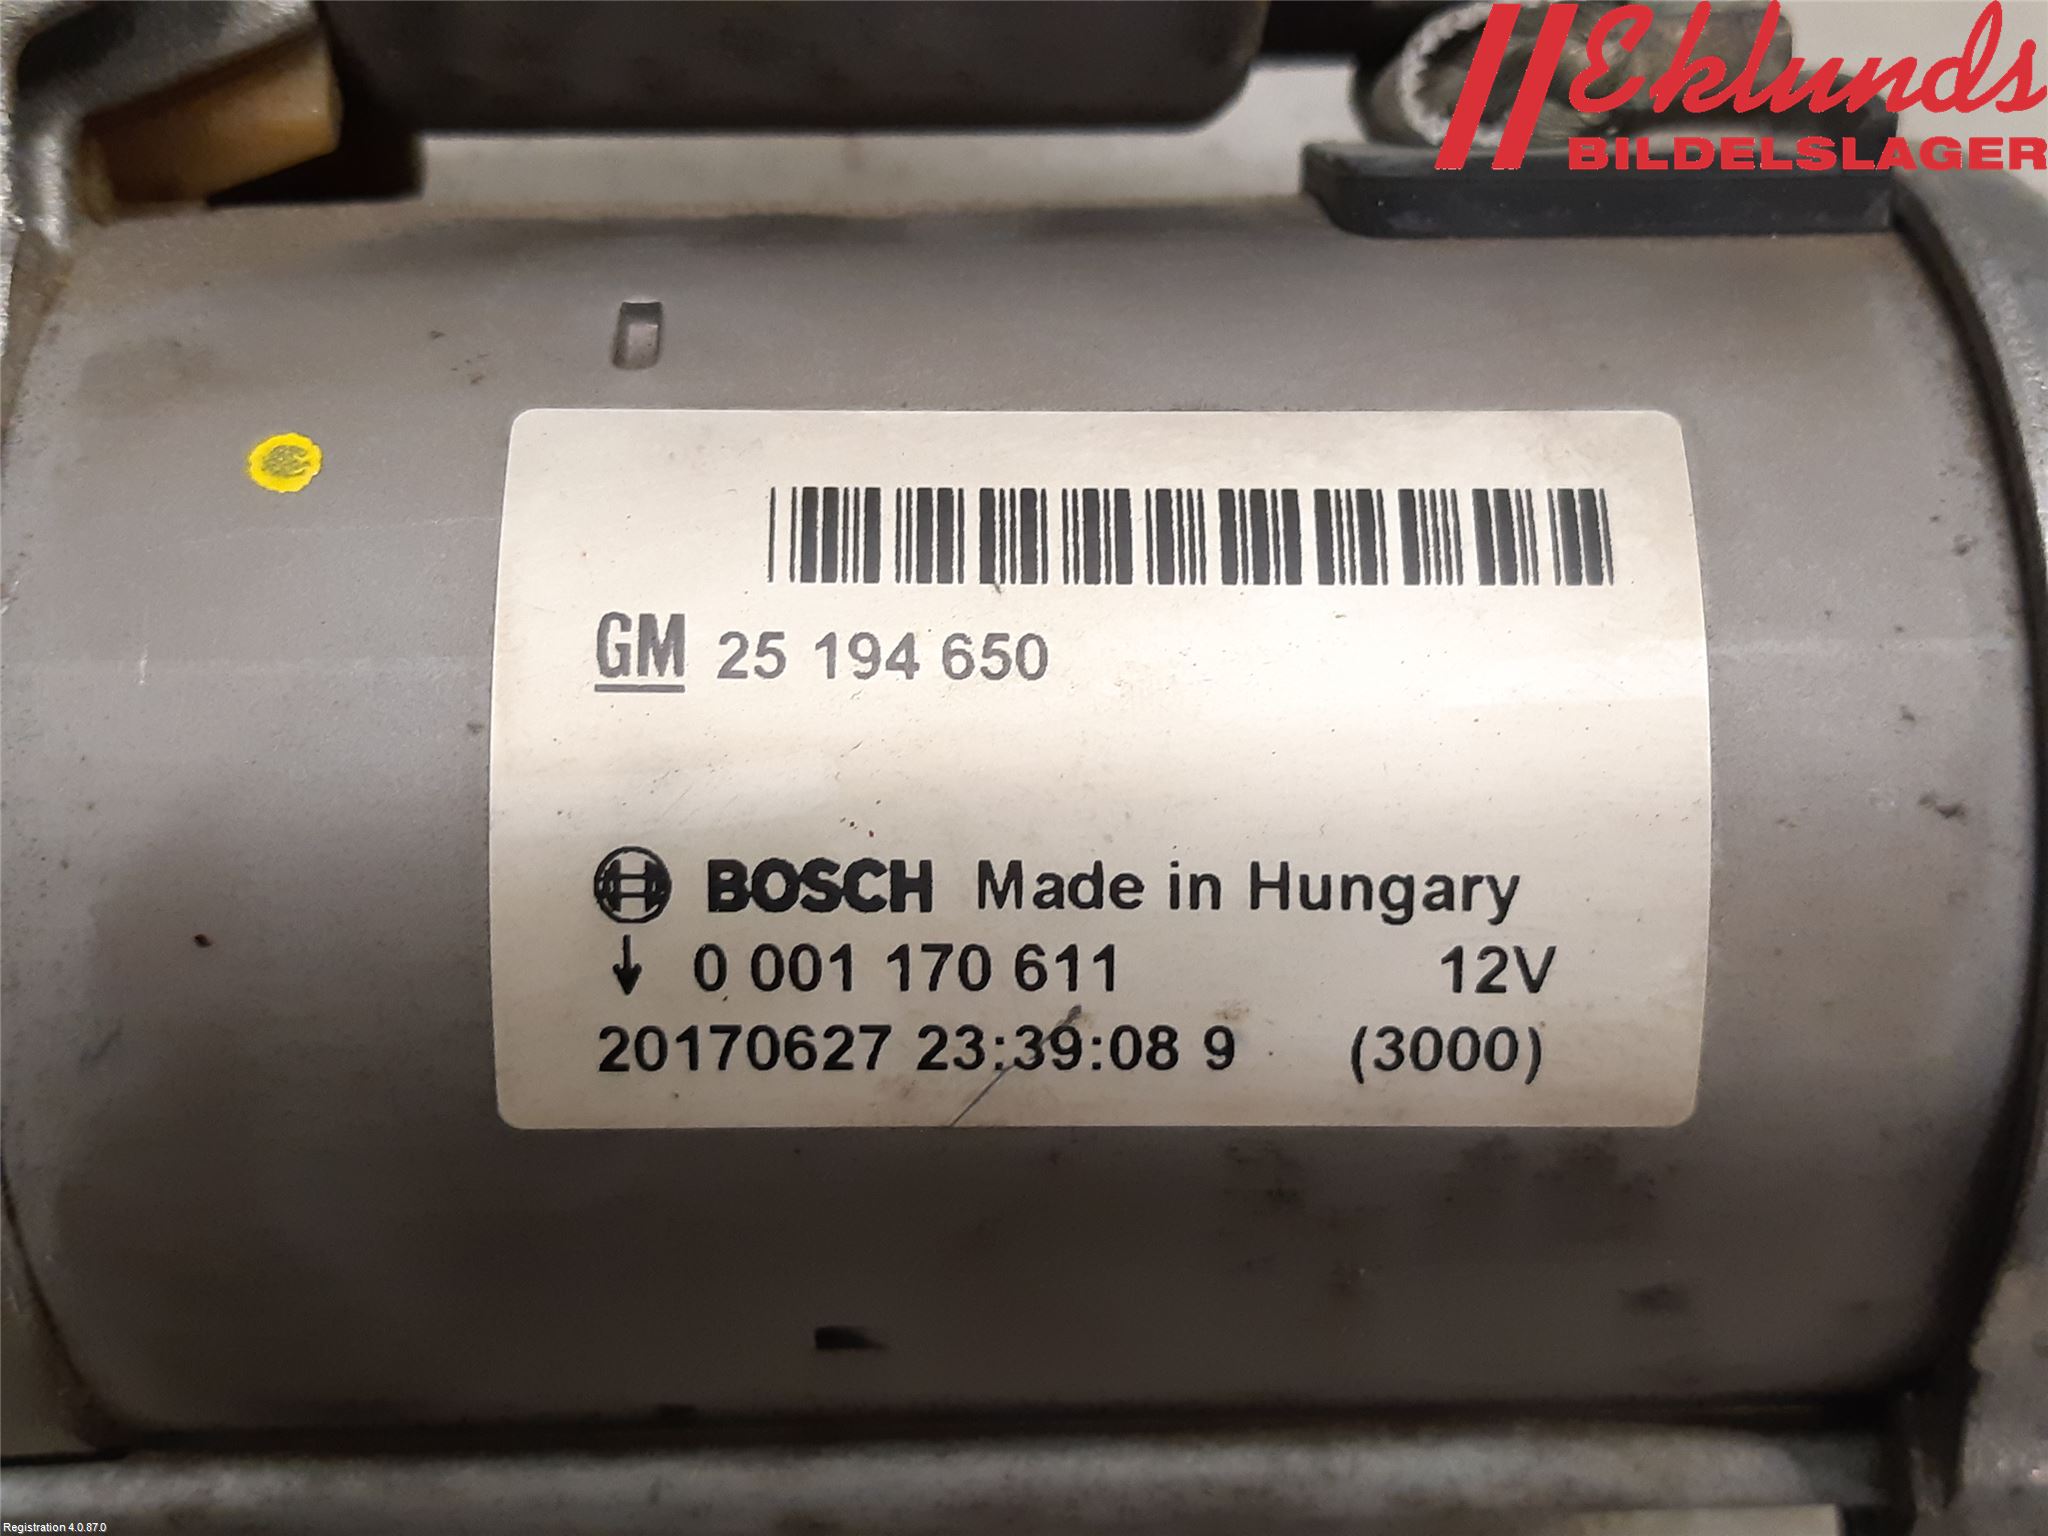 Eklunds
BILDELSLAGER
GM 25 194 650
BOSCH Made in Hungary
↓ 0 001 170 611 12V
20170627 23:39:08 9 (3000)
Registration 4.0.87.0